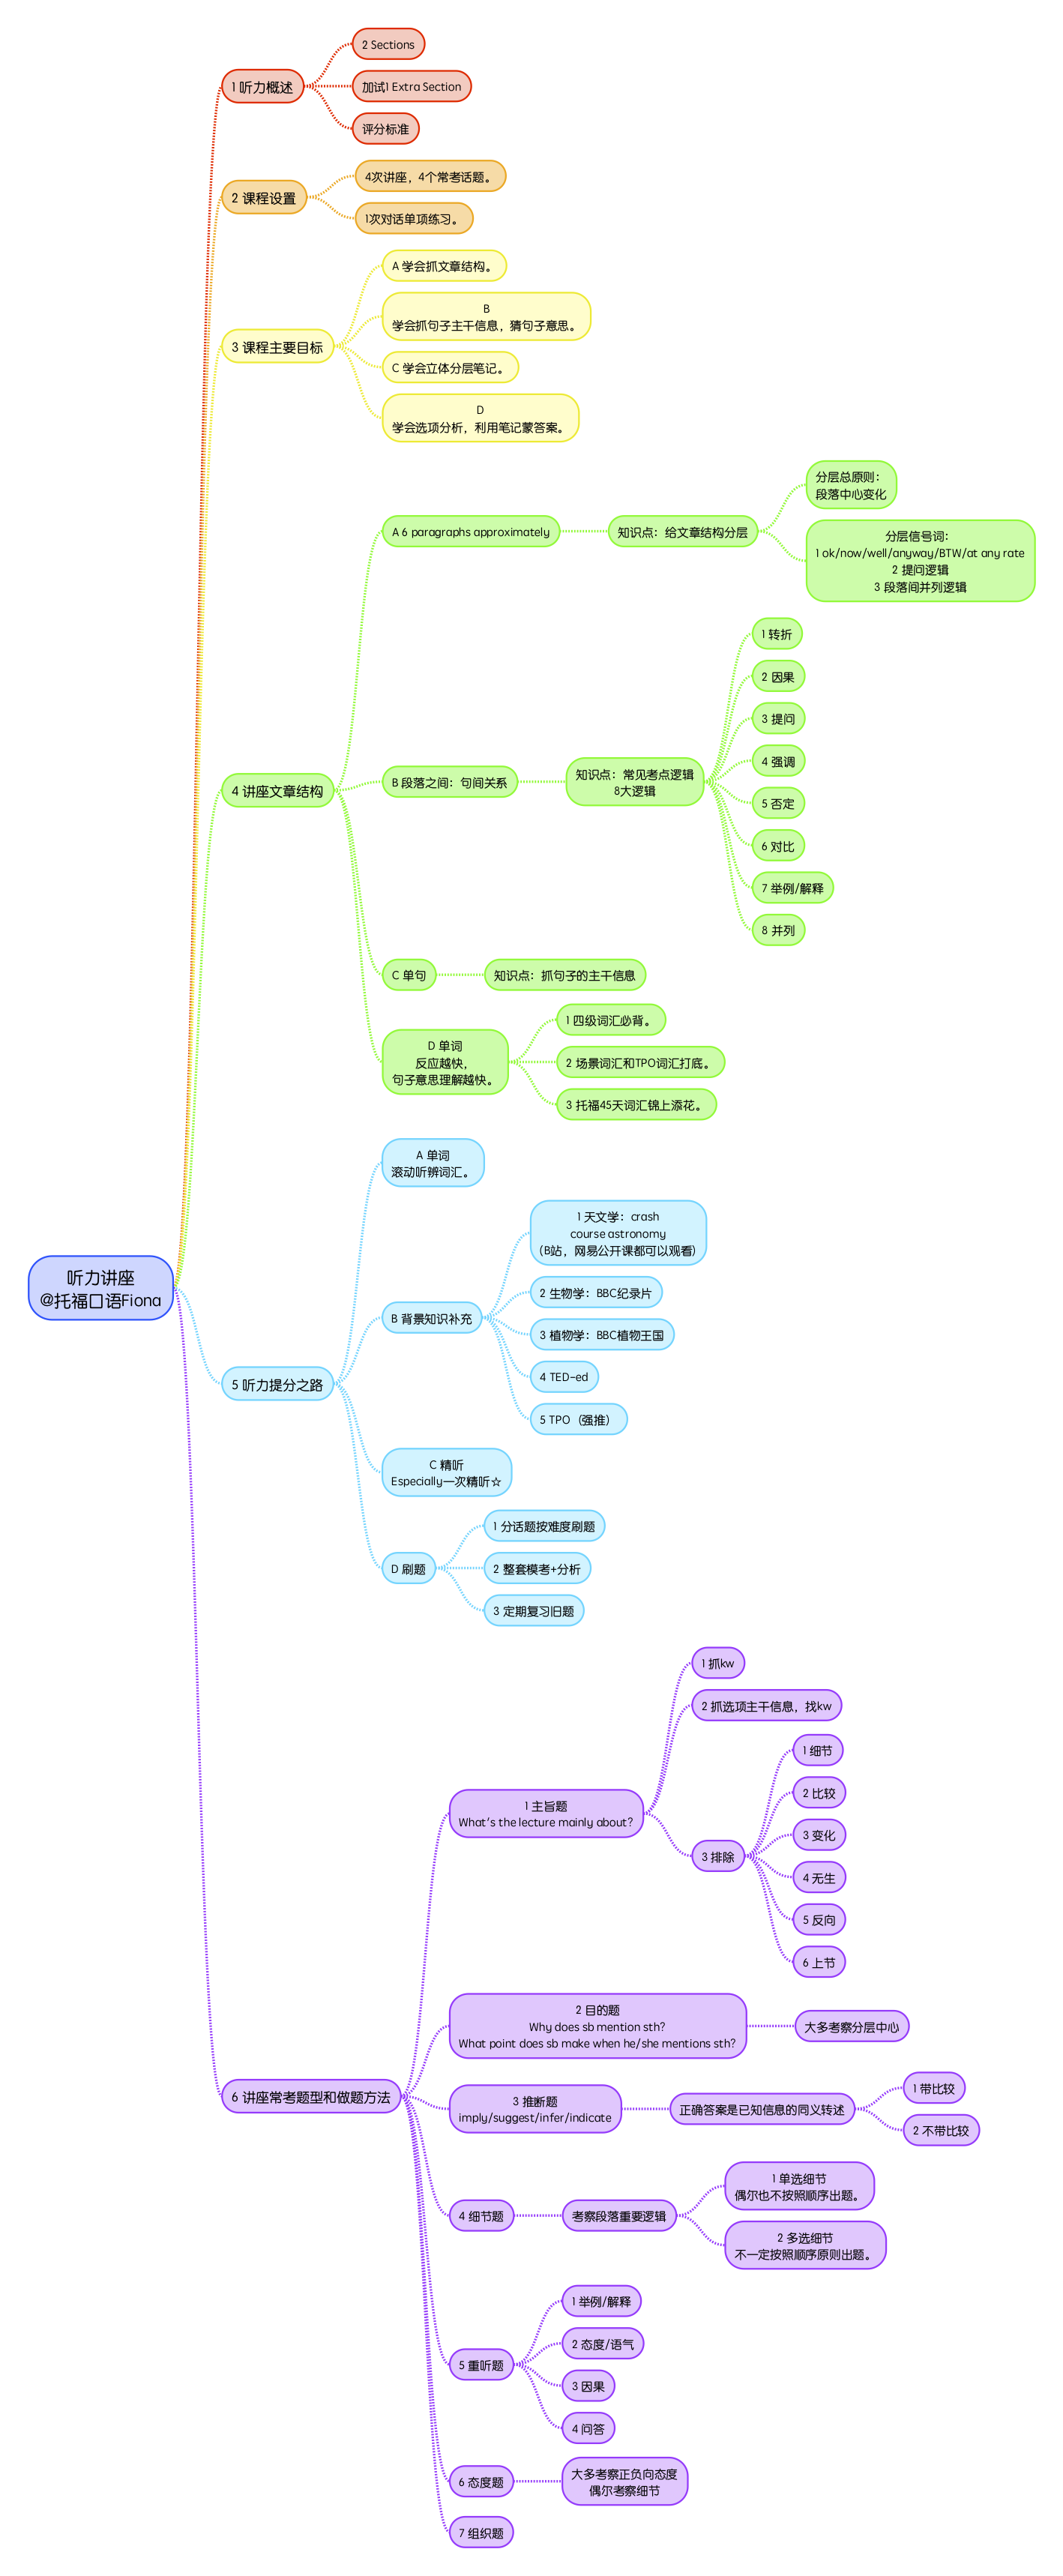 听力讲座
@托福口语Fiona
1 听力概述
2 Sections
加试1 Extra Section
评分标准
2 课程设置
4次讲座，4个常考话题。
1次对话单项练习。
3 课程主要目标
A 学会抓文章结构。
B
学会抓句子主干信息，猜句子意思。
C 学会立体分层笔记。
D
学会选项分析，利用笔记蒙答案。
4 讲座文章结构
A 6 paragraphs approximately
知识点：给文章结构分层
分层总原则：
段落中心变化
分层信号词：
1 ok/now/well/anyway/BTW/at any rate
2 提问逻辑
3 段落间并列逻辑
B 段落之间：句间关系
知识点：常见考点逻辑
8大逻辑
1 转折
2 因果
3 提问
4 强调
5 否定
6 对比
7 举例/解释
8 并列
C 单句
知识点：抓句子的主干信息
D 单词
反应越快，
句子意思理解越快。
1 四级词汇必背。
2 场景词汇和TPO词汇打底。
3 托福45天词汇锦上添花。
5 听力提分之路
A 单词
滚动听辨词汇。
B 背景知识补充
1 天文学：crash
course astronomy
（B站，网易公开课都可以观看）
2 生物学：BBC纪录片
3 植物学：BBC植物王国
4 TED-ed
5 TPO（强推）
C 精听
Especially一次精听☆
D 刷题
1 分话题按难度刷题
2 整套模考+分析
3 定期复习旧题
6 讲座常考题型和做题方法
1 主旨题
What's the lecture mainly about?
1 抓kw
2 抓选项主干信息，找kw
3 排除
1 细节
2 比较
3 变化
4 无生
5 反向
6 上节
2 目的题
Why does sb mention sth?
What point does sb make when he/she mentions sth?
大多考察分层中心
3 推断题
imply/suggest/infer/indicate
正确答案是已知信息的同义转述
1 带比较
2 不带比较
4 细节题
考察段落重要逻辑
1 单选细节
偶尔也不按照顺序出题。
2 多选细节
不一定按照顺序原则出题。
5 重听题
1 举例/解释
2 态度/语气
3 因果
4 问答
6 态度题
大多考察正负向态度
偶尔考察细节
7 组织题